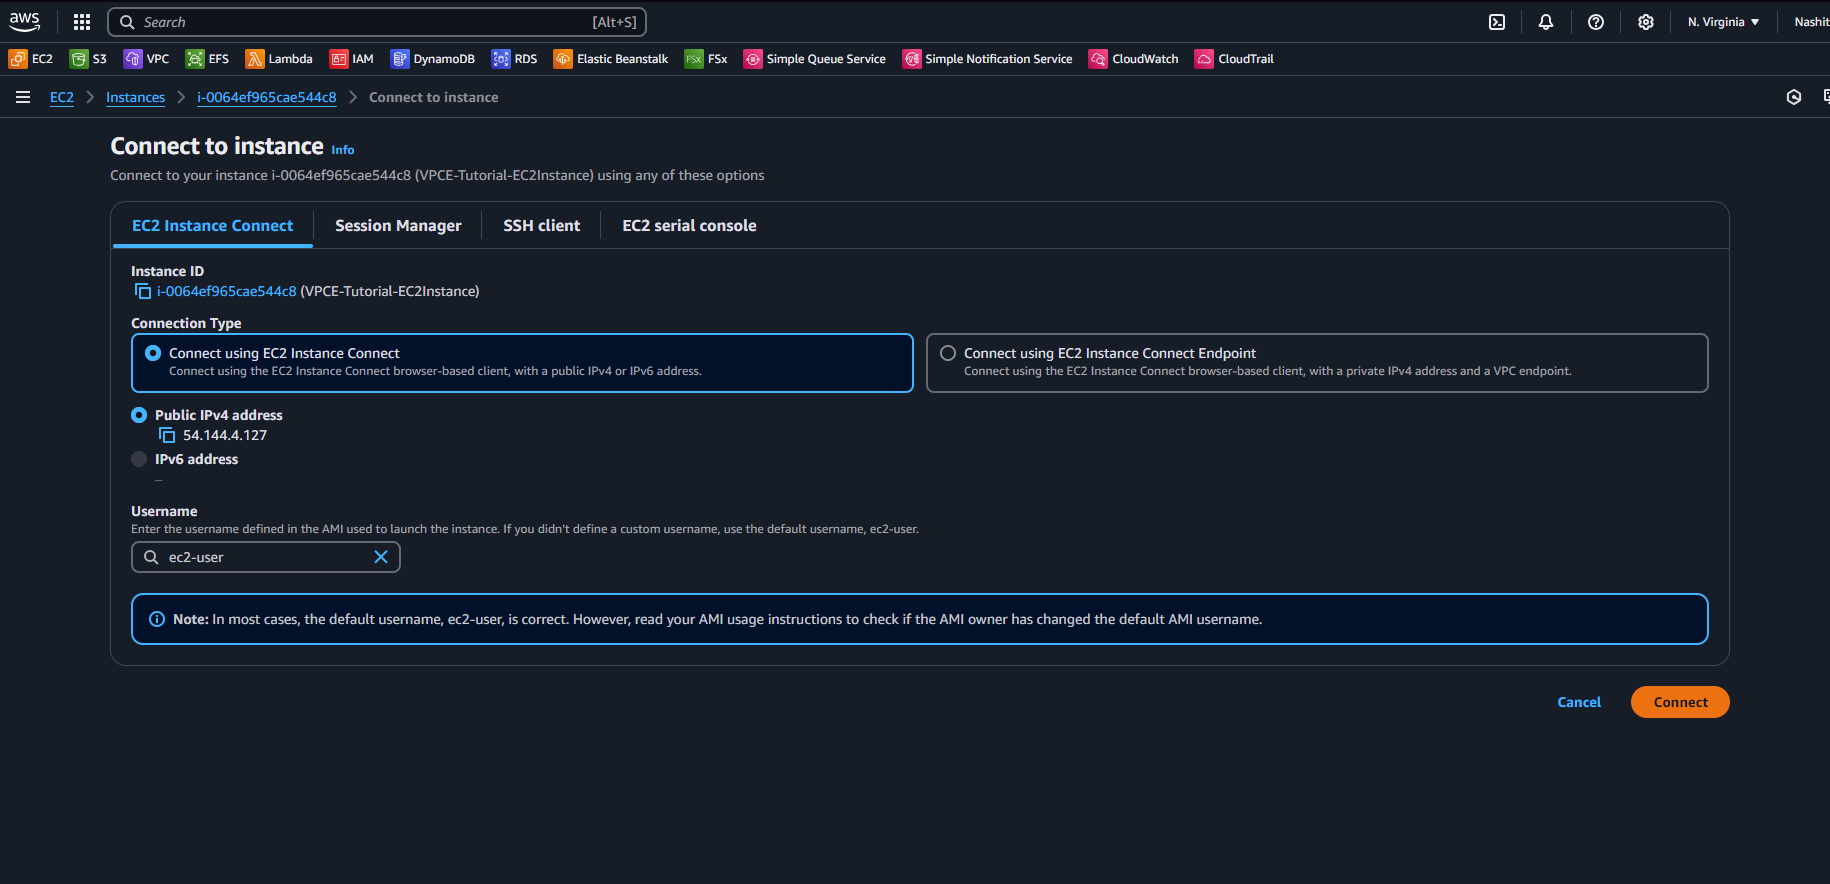 aws
Search [Alt+S] N. Virginia Nashit
EC2 S3 VPC EFS Lambda IAM DynamoDB RDS Elastic Beanstalk FSx FSx Simple Queue Service Simple Notification Service CloudWatch CloudTrail
EC2 Instances i-0064ef965cae544c8 Connect to instance
Connect to instance Info
Connect to your instance i-0064ef965cae544c8 (VPCE-Tutorial-EC2Instance) using any of these options
EC2 Instance Connect Session Manager SSH client EC2 serial console
Instance ID
i-0064ef965cae544c8 (VPCE-Tutorial-EC2Instance)
Connection Type
Connect using EC2 Instance Connect
Connect using the EC2 Instance Connect browser-based client, with a public IPv4 or IPv6 address.
Connect using EC2 Instance Connect Endpoint
Connect using the EC2 Instance Connect browser-based client, with a private IPv4 address and a VPC endpoint.
Public IPv4 address
54.144.4.127
IPv6 address
–
Username
Enter the username defined in the AMI used to launch the instance. If you didn't define a custom username, use the default username, ec2-user.
ec2-user
Note: In most cases, the default username, ec2-user, is correct. However, read your AMI usage instructions to check if the AMI owner has changed the default AMI username.
Cancel Connect